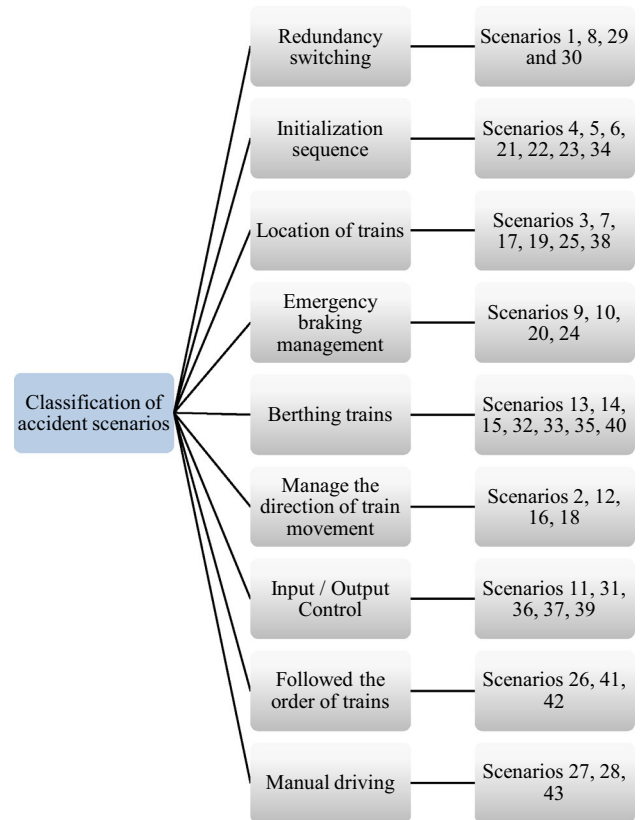 Redundancy
switching
Scenarios 1, 8, 29
and 30
Initialization
sequence
Scenarios 4, 5, 6,
21, 22, 23, 34
Location of trains
Scenarios 3, 7,
17, 19, 25, 38
Emergency
braking
management
Scenarios 9, 10,
20, 24
Classification of
accident scenarios
Berthing trains
Scenarios 13, 14,
15, 32, 33, 35, 40
Manage the
direction of train
movement
Scenarios 2, 12,
16, 18
Input / Output
Control
Scenarios 11, 31,
36, 37, 39
Followed the
order of trains
Scenarios 26, 41,
42
Manual driving
Scenarios 27, 28,
43